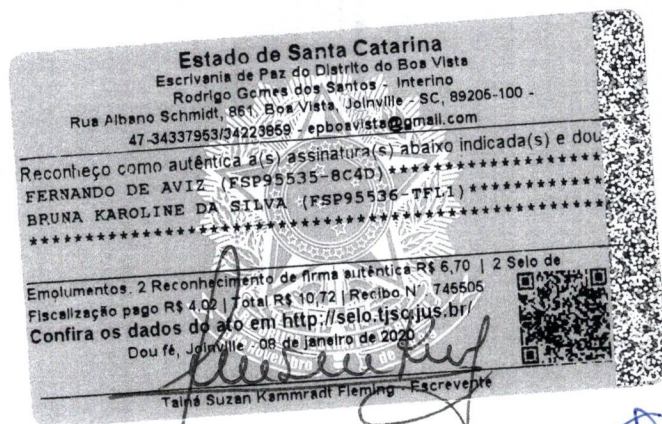 Estado de Santa Catarina
Escrivania de Paz do Distrito do Boa Vista
Rodrigo Gomes dos Santos - Interino
Rua Albano Schmidt, 861, Boa Vista, Joinville - SC, 89206-100 -
47-34337953/34223859 - epboavista@gmail.com
Reconheço como autêntica a(s) assinatura(s) abaixo indicada(s) e dou
FERNANDO DE AVIZ (FSP95535-8C4D)*******************
BRUNA KAROLINE DA SILVA (FSP95536-TFL1)************
***************************************************
Emolumentos. 2 Reconhecimento de firma autêntica R$ 6,70 | 2 Selo de
Fiscalização pago R$ 4,02 | Total R$ 10,72 | Recibo Nº 745505
Confira os dados do ato em http://selo.tjsc.jus.br/
Dou fé, Joinville - 08 de janeiro de 2020
Tainá Suzan Kammradt Fleming - Escrevente